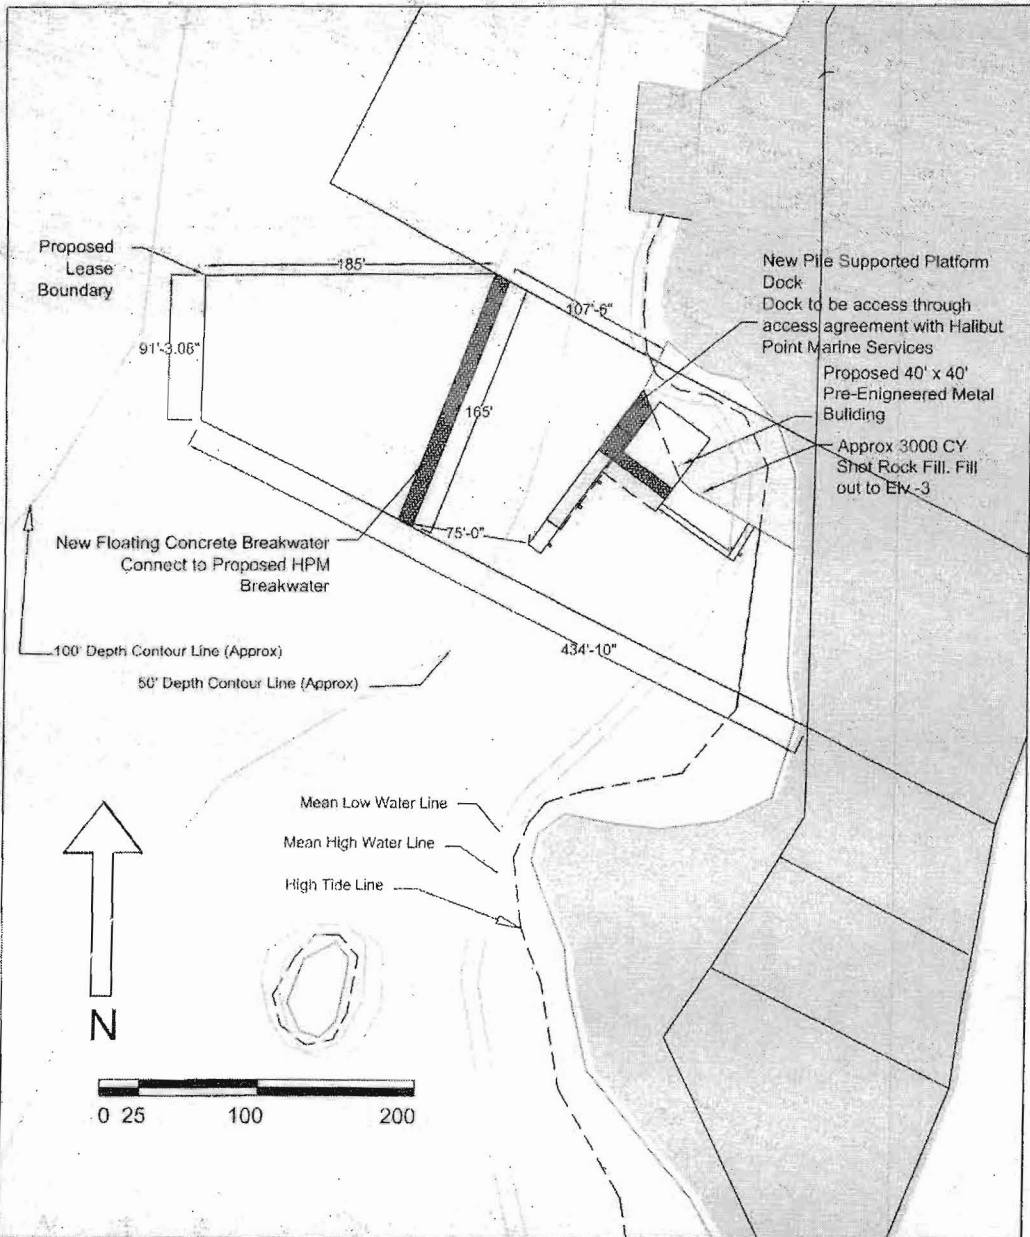 Proposed
Lease
Boundary
185'
91'-3.06"
107'-6"
165'
New Pile Supported Platform
Dock
Dock to be access through
access agreement with Halibut
Point Marine Services
Proposed 40' x 40'
Pre-Enigneered Metal
Buliding
Approx 3000 CY
Shot Rock Fill. Fill
out to Elv -3
75'-0"
New Floating Concrete Breakwater
Connect to Proposed HPM
Breakwater
434'-10"
100' Depth Contour Line (Approx)
50' Depth Contour Line (Approx)
Mean Low Water Line
Mean High Water Line
High Tide Line
N
0 25 100 200